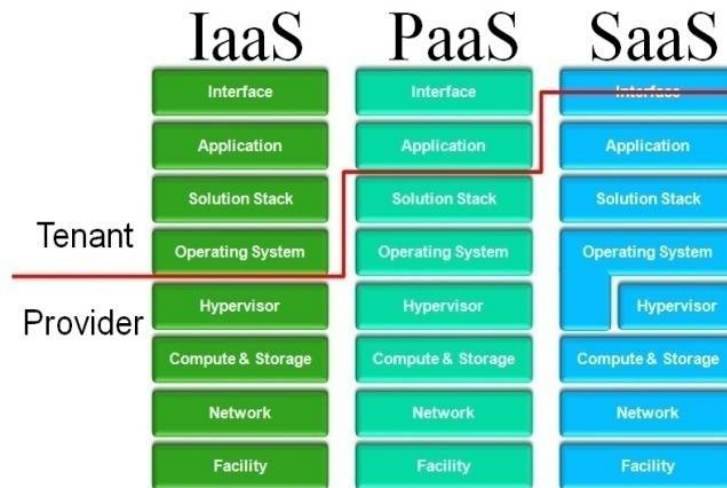 IaaS PaaS SaaS
Interface Interface Interface
Application Application Application
Solution Stack Solution Stack Solution Stack
Tenant
Operating System Operating System Operating System
Provider
Hypervisor Hypervisor Hypervisor
Compute & Storage Compute & Storage Compute & Storage
Network Network Network
Facility Facility Facility